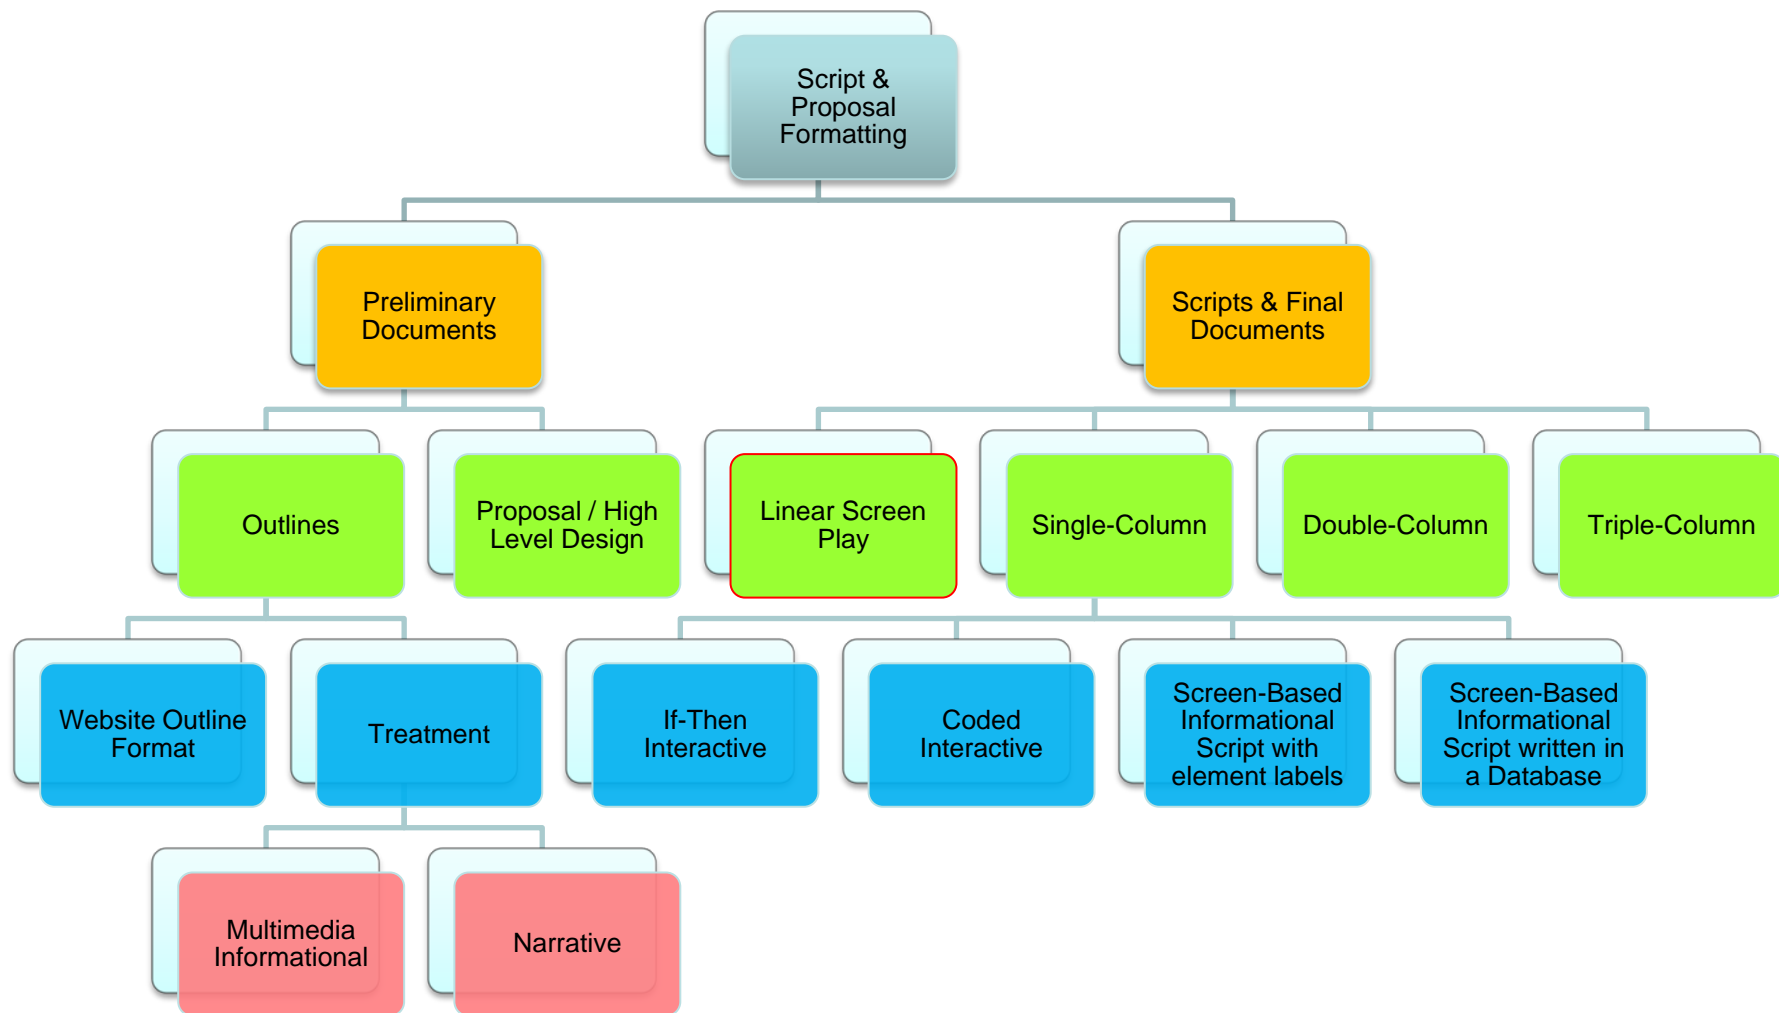 Script &
Proposal
Formatting
Preliminary
Documents
Scripts & Final
Documents
Outlines
Proposal / High
Level Design
Linear Screen
Play
Single-Column
Double-Column
Triple-Column
Website Outline
Format
Treatment
If-Then
Interactive
Coded
Interactive
Screen-Based
Informational
Script with
element labels
Screen-Based
Informational
Script written in
a Database
Multimedia
Informational
Narrative